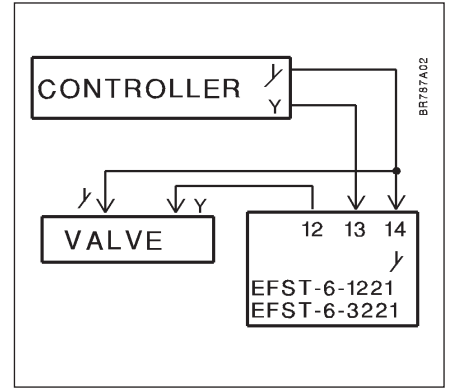 BR787A02
CONTROLLER
Y
Y
Y Y
VALVE
12 13 14
Y
EFST-6-1221
EFST-6-3221